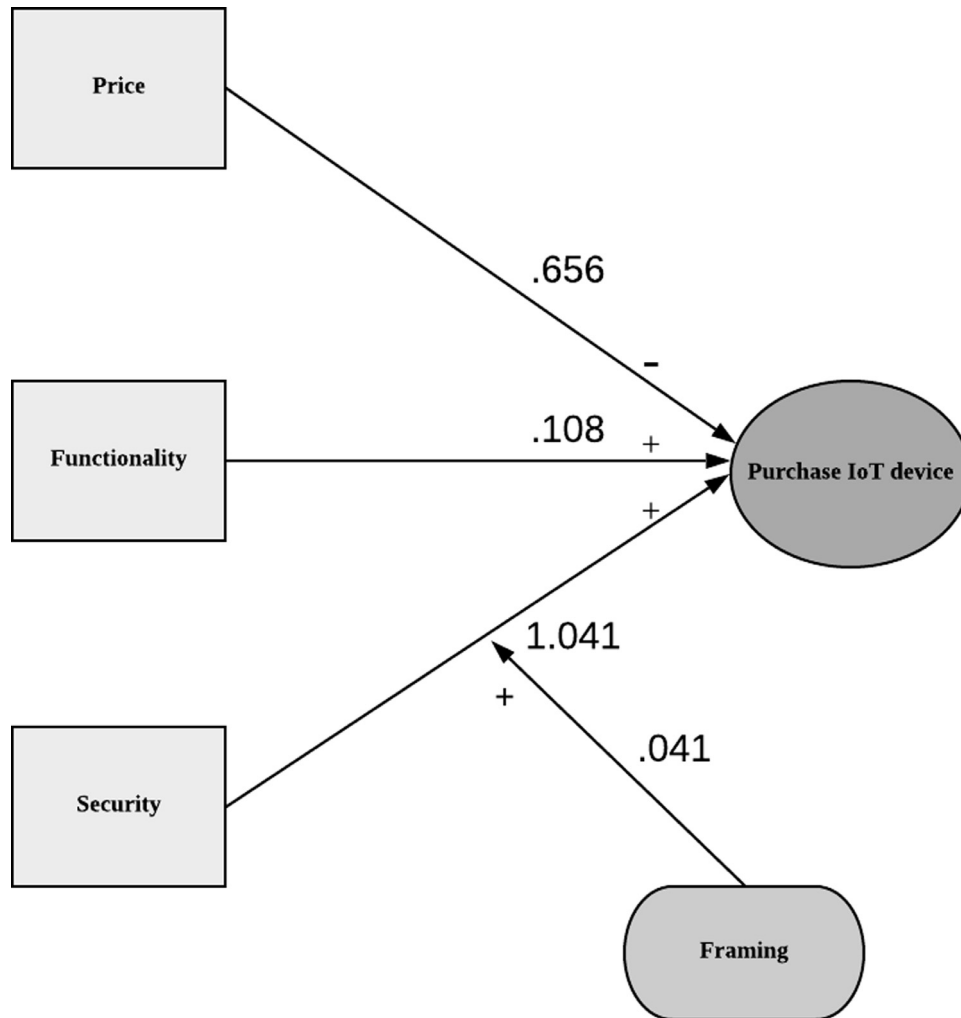 Price
.656
-
Functionality
.108
+
Purchase IoT device
+
1.041
+
.041
Security
Framing